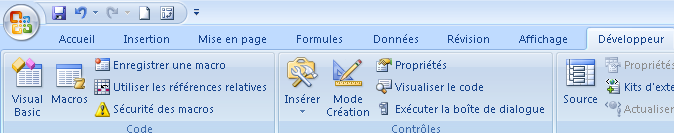 Accueil Insertion Mise en page Formules Données Révision Affichage Développeur
Visual Basic
Macros
Enregistrer une macro
Utiliser les références relatives
Sécurité des macros
Code
Insérer
Mode Création
Propriétés
Visualiser le code
Exécuter la boîte de dialogue
Contrôles
Source
Propriétés
Kits d'exte
Actualiser